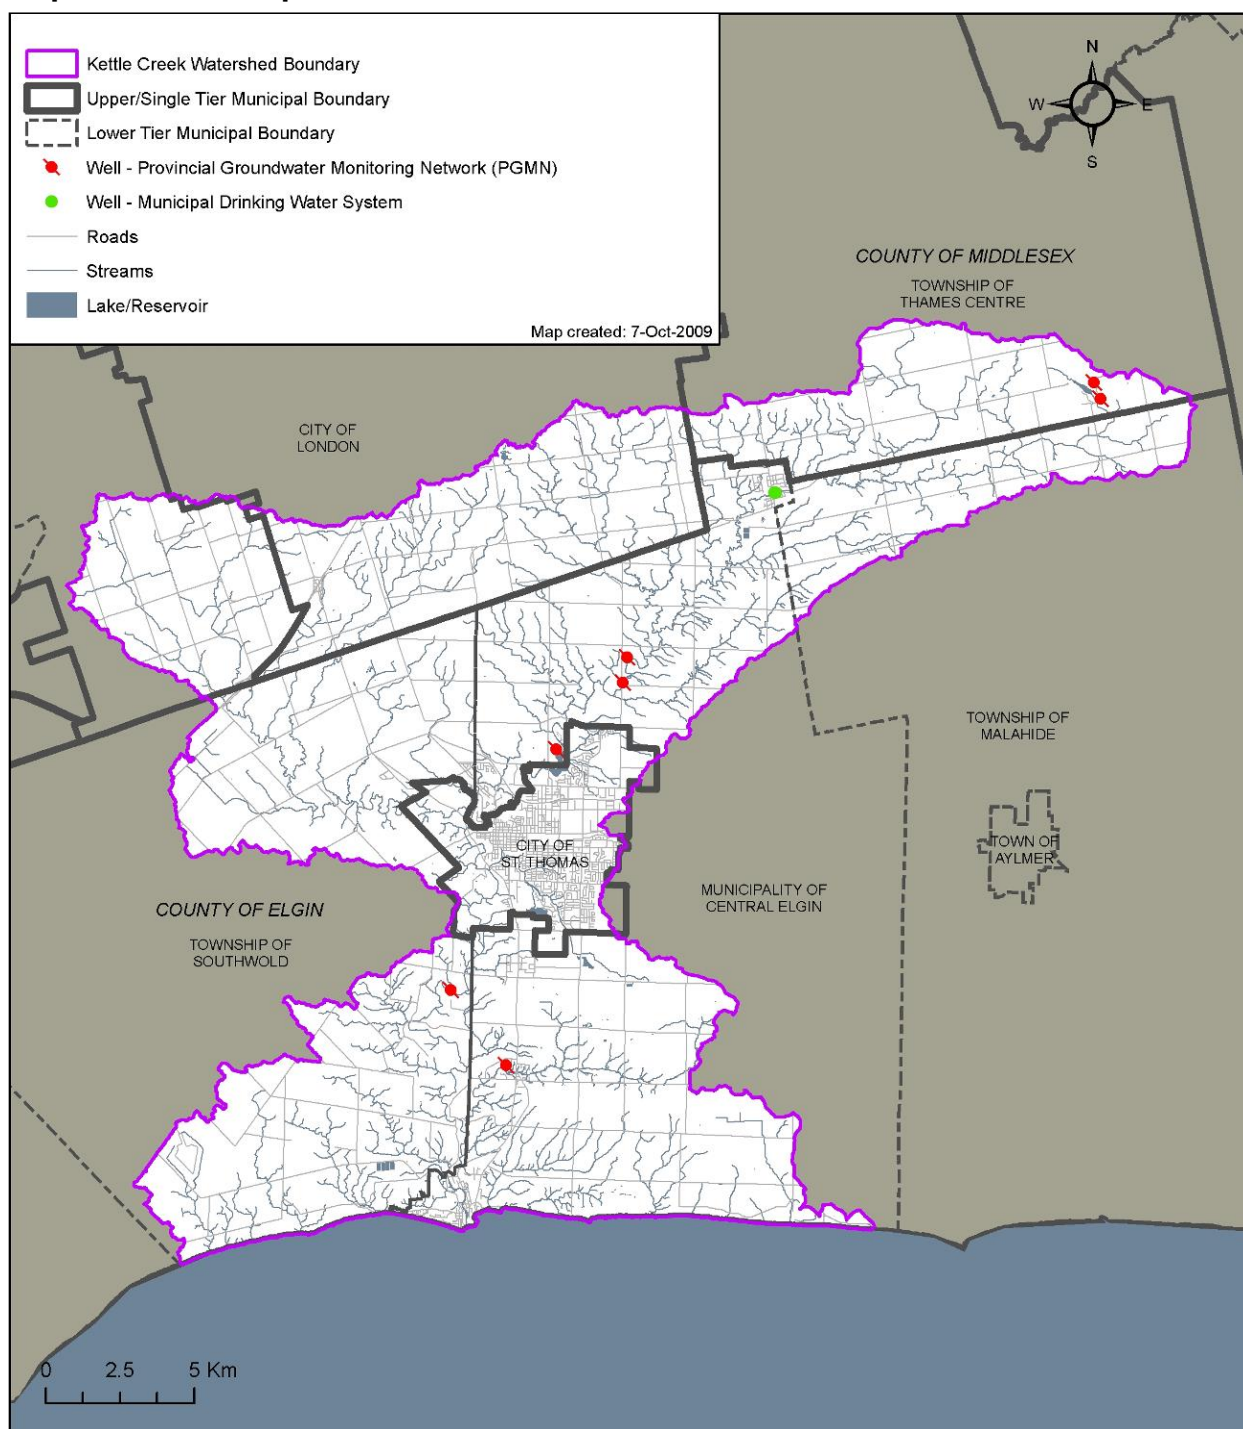 Kettle Creek Watershed Boundary
Upper/Single Tier Municipal Boundary
Lower Tier Municipal Boundary
Well - Provincial Groundwater Monitoring Network (PGMN)
Well - Municipal Drinking Water System
Roads
Streams
Lake/Reservoir
Map created: 7-Oct-2009
N
W E
S
COUNTY OF MIDDLESEX
TOWNSHIP OF
THAMES CENTRE
CITY OF
LONDON
TOWNSHIP OF
MALAHIDE
TOWN OF
AYLMER
CITY OF
ST. THOMAS
MUNICIPALITY OF
CENTRAL ELGIN
COUNTY OF ELGIN
TOWNSHIP OF
SOUTHWOLD
0 2.5 5 Km